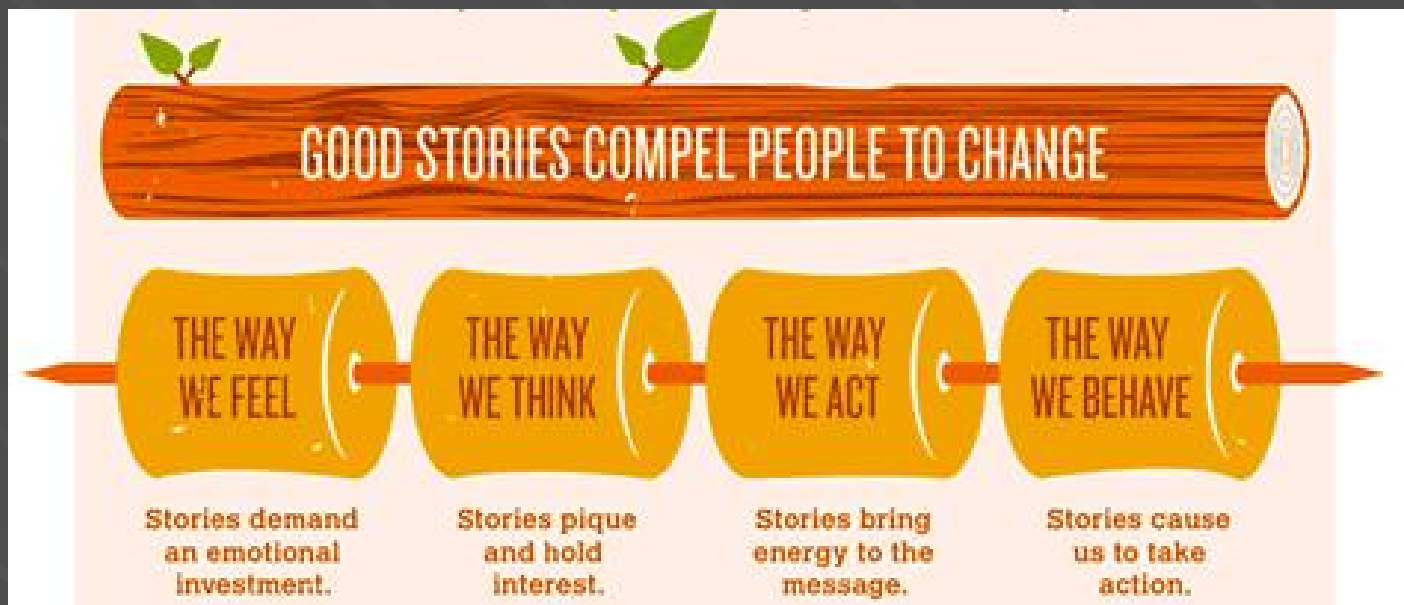 GOOD STORIES COMPEL PEOPLE TO CHANGE
THE WAY
WE FEEL
THE WAY
WE THINK
THE WAY
WE ACT
THE WAY
WE BEHAVE
Stories demand
an emotional
investment.
Stories pique
and hold
interest.
Stories bring
energy to the
message.
Stories cause
us to take
action.